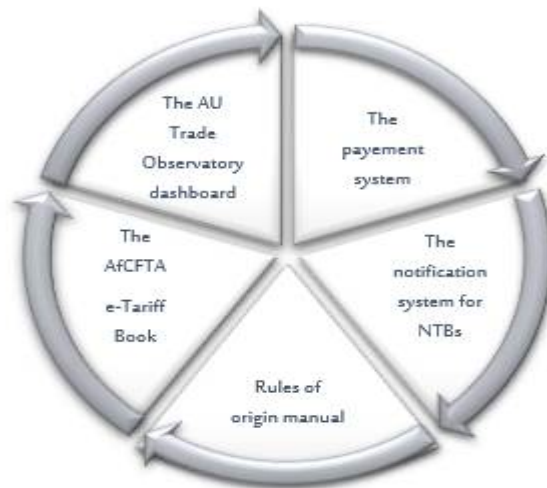 The AU
Trade
Observatory
dashboard
The
payement
system
The
notification
system for
NTBs
Rules of
origin manual
The
AfCFTA
e-Tariff
Book